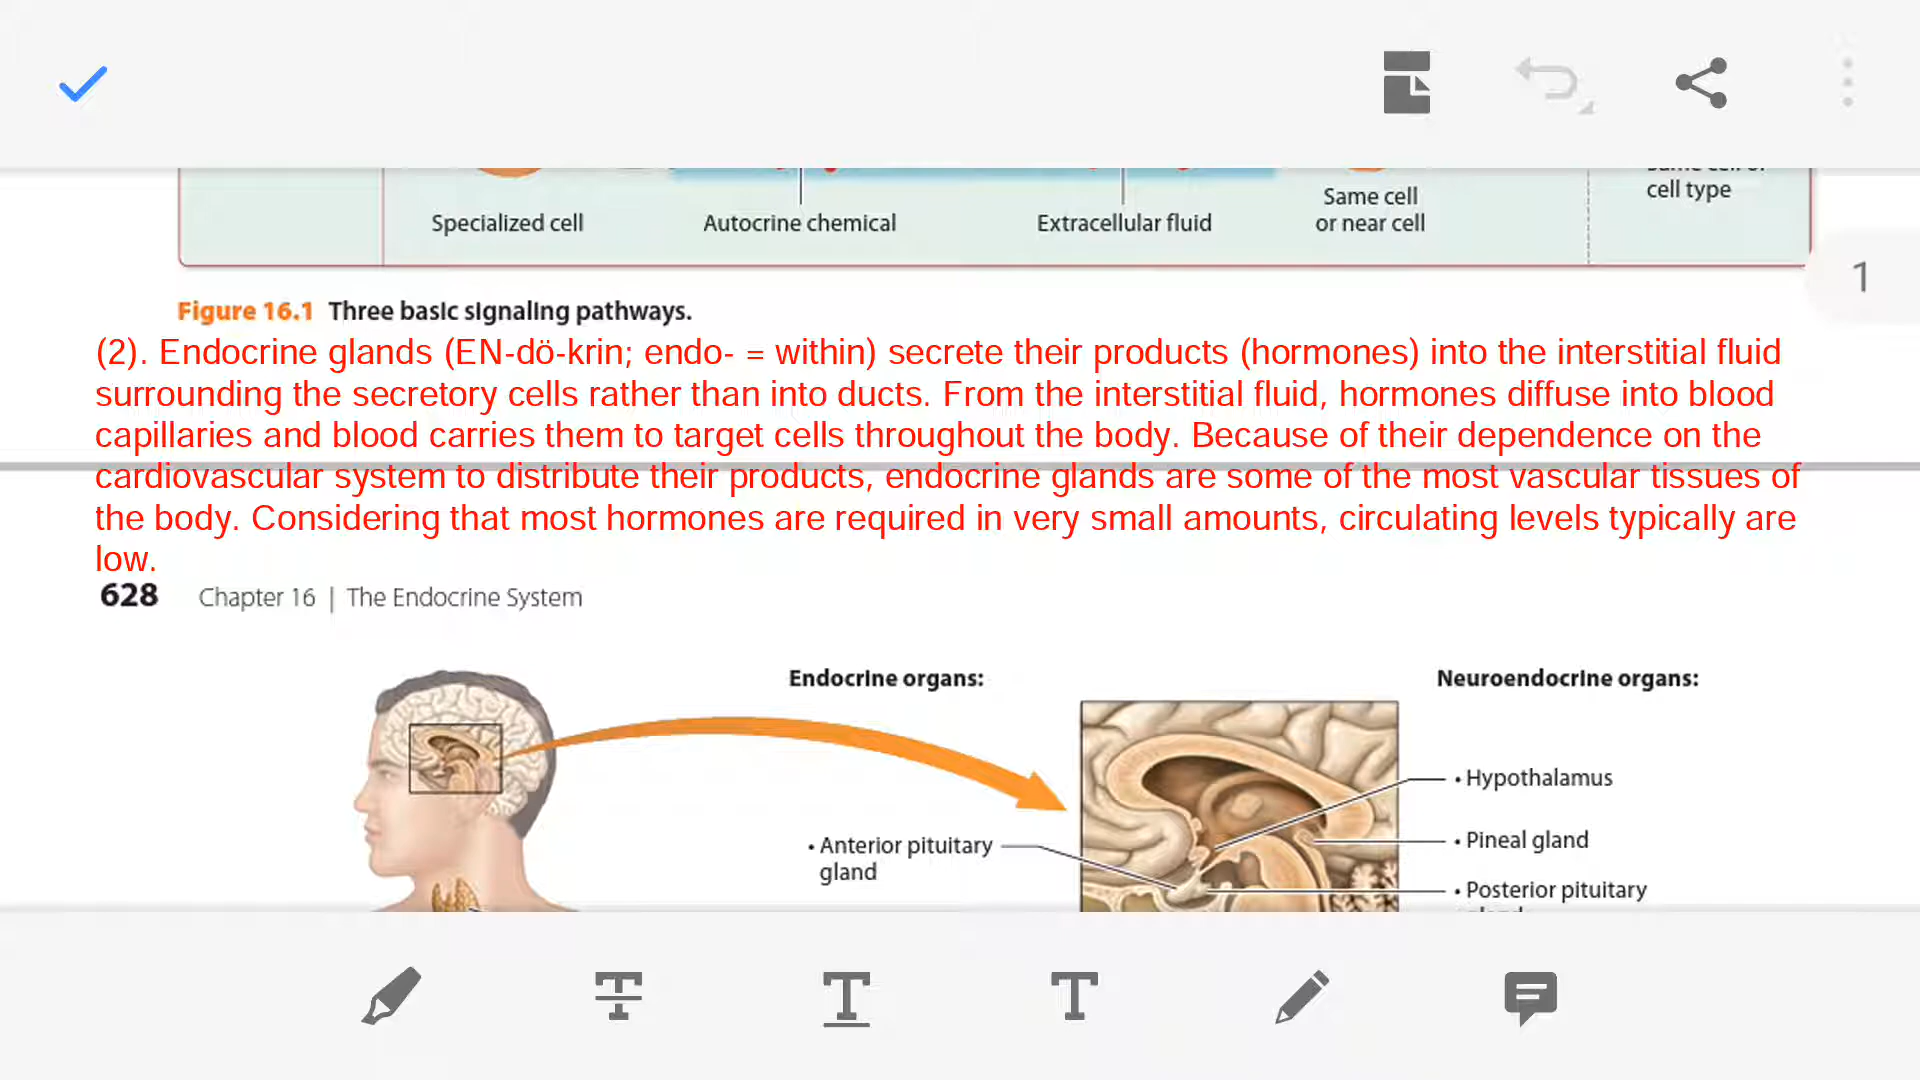 cell type
Same cell
or near cell
Specialized cell
Autocrine chemical
Extracellular fluid
1
Figure 16.1 Three basic signaling pathways.
(2). Endocrine glands (EN-dö-krin; endo- = within) secrete their products (hormones) into the interstitial fluid
surrounding the secretory cells rather than into ducts. From the interstitial fluid, hormones diffuse into blood
capillaries and blood carries them to target cells throughout the body. Because of their dependence on the
cardiovascular system to distribute their products, endocrine glands are some of the most vascular tissues of
the body. Considering that most hormones are required in very small amounts, circulating levels typically are
low.
628 Chapter 16 | The Endocrine System
Endocrine organs:
Neuroendocrine organs:
• Hypothalamus
• Pineal gland
• Anterior pituitary
gland
• Posterior pituitary